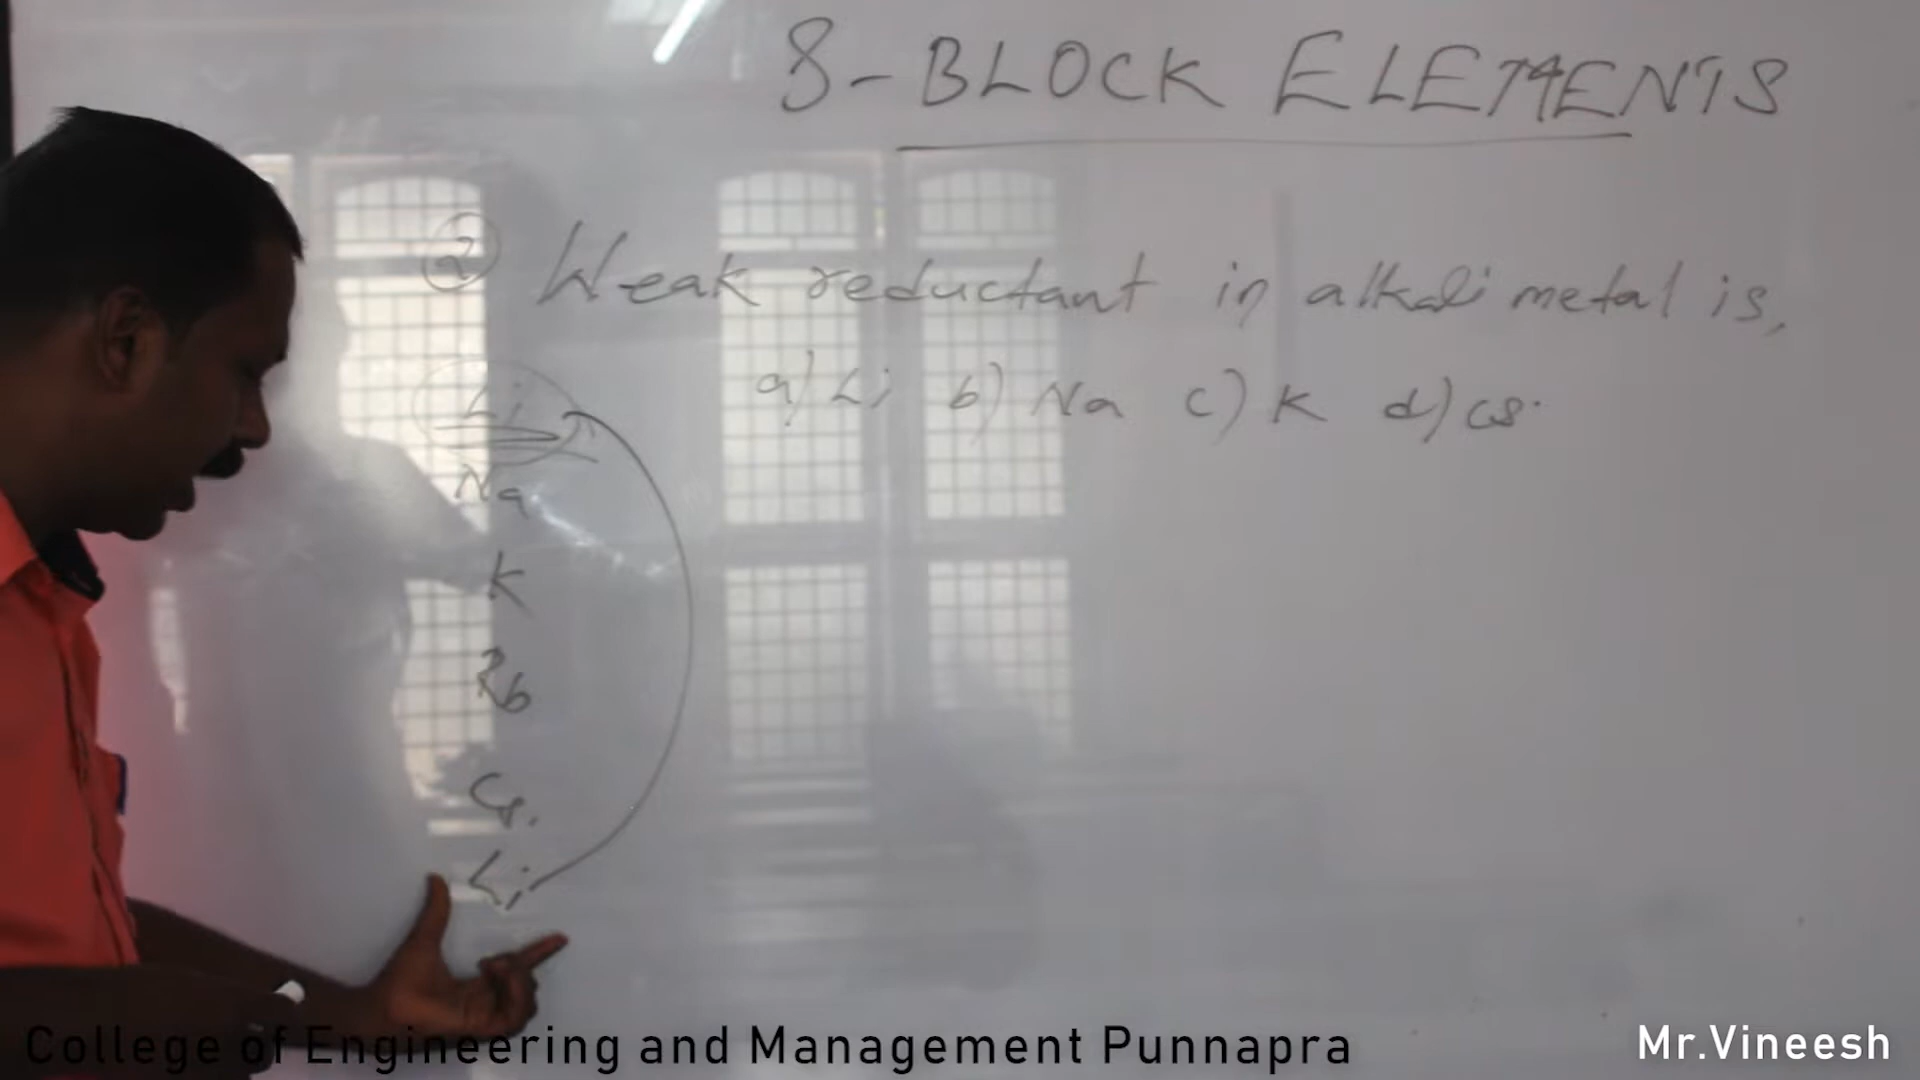 S-BLOCK ELEMENTS
2 Weak reductant in alkali metal is,
a) Li b) Na c) K d) Cs.
Li
Na
K
Rb
Cs.
Li
College of Engineering and Management Punnapra
Mr.Vineesh